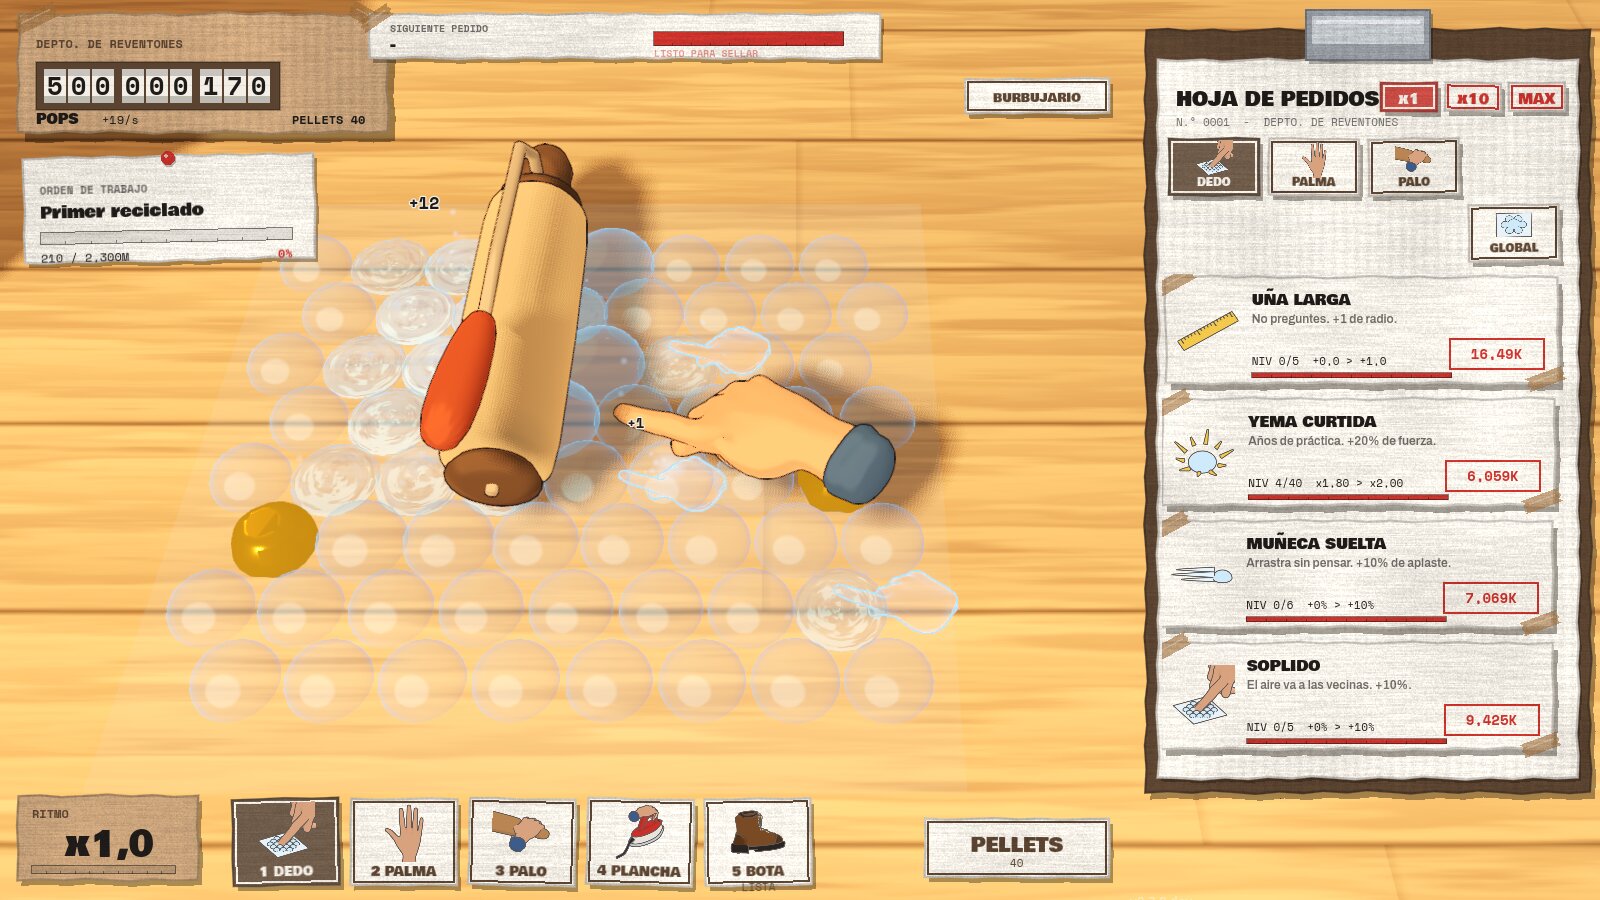 DEPTO. DE REVENTONES
500 000 170
POPS +19/s PELLETS 40
SIGUIENTE PEDIDO
-
LISTO PARA SELLAR
BURBUJARIO
ORDEN DE TRABAJO
Primer reciclado
210 / 2,300M 0%
+12
+1
HOJA DE PEDIDOS x1 x10 MAX
N.° 0001 - DEPTO. DE REVENTONES
DEDO PALMA PALO
GLOBAL
UÑA LARGA
No preguntes. +1 de radio.
NIV 0/5 +0,0 > +1,0 16,49K
YEMA CURTIDA
Años de práctica. +20% de fuerza.
NIV 4/40 x1,80 > x2,00 6,059K
MUÑECA SUELTA
Arrastra sin pensar. +10% de aplaste.
NIV 0/6 +0% > +10% 7,069K
SOPLIDO
El aire va a las vecinas. +10%.
NIV 0/5 +0% > +10% 9,425K
RITMO
x1,0
1 DEDO 2 PALMA 3 PALO 4 PLANCHA 5 BOTA
LISTA
PELLETS
40